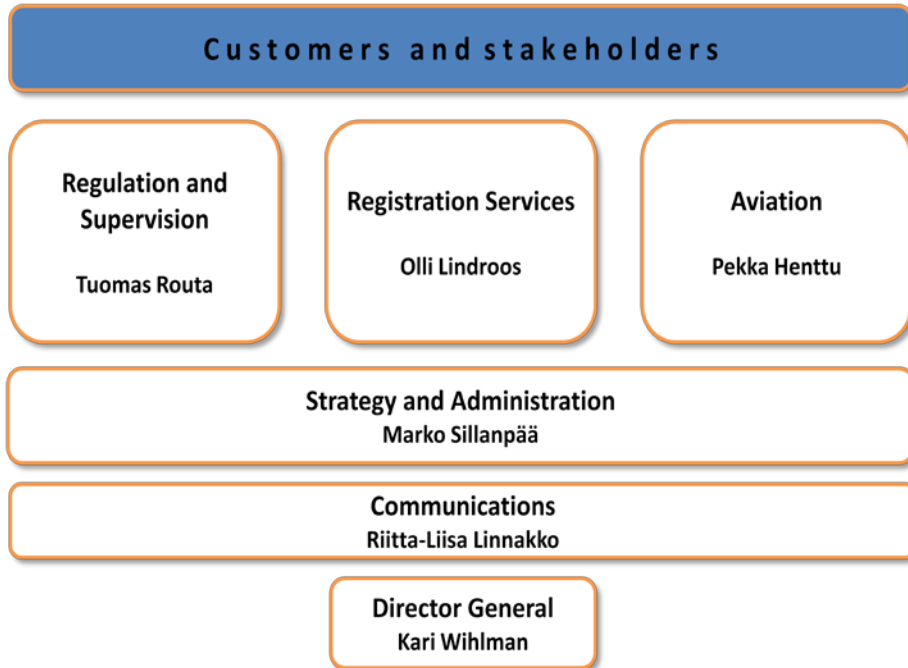 Customers and stakeholders
Regulation and
Supervision
Tuomas Routa
Registration Services
Olli Lindroos
Aviation
Pekka Henttu
Strategy and Administration
Marko Sillanpää
Communications
Riitta-Liisa Linnakko
Director General
Kari Wihlman